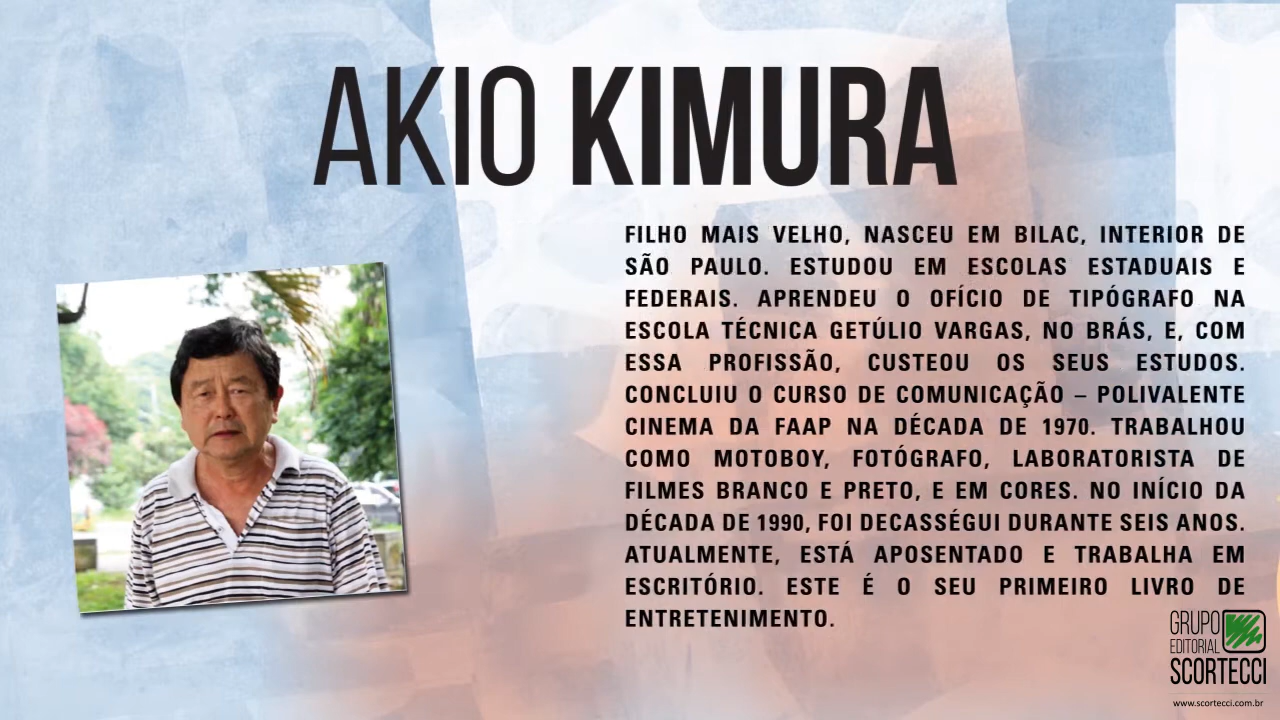 AKIO KIMURA
FILHO MAIS VELHO, NASCEU EM BILAC, INTERIOR DE
SÃO PAULO. ESTUDOU EM ESCOLAS ESTADUAIS E
FEDERAIS. APRENDEU O OFÍCIO DE TIPÓGRAFO NA
ESCOLA TÉCNICA GETÚLIO VARGAS, NO BRÁS, E, COM
ESSA PROFISSÃO, CUSTEOU OS SEUS ESTUDOS.
CONCLUIU O CURSO DE COMUNICAÇÃO – POLIVALENTE
CINEMA DA FAAP NA DÉCADA DE 1970. TRABALHOU
COMO MOTOBOY, FOTÓGRAFO, LABORATORISTA DE
FILMES BRANCO E PRETO, E EM CORES. NO INÍCIO DA
DÉCADA DE 1990, FOI DECASSÉGUI DURANTE SEIS ANOS.
ATUALMENTE, ESTÁ APOSENTADO E TRABALHA EM
ESCRITÓRIO. ESTE É O SEU PRIMEIRO LIVRO DE
ENTRETENIMENTO.
GRUPO
EDITORIAL
SCORTECCI
www.scortecci.com.br